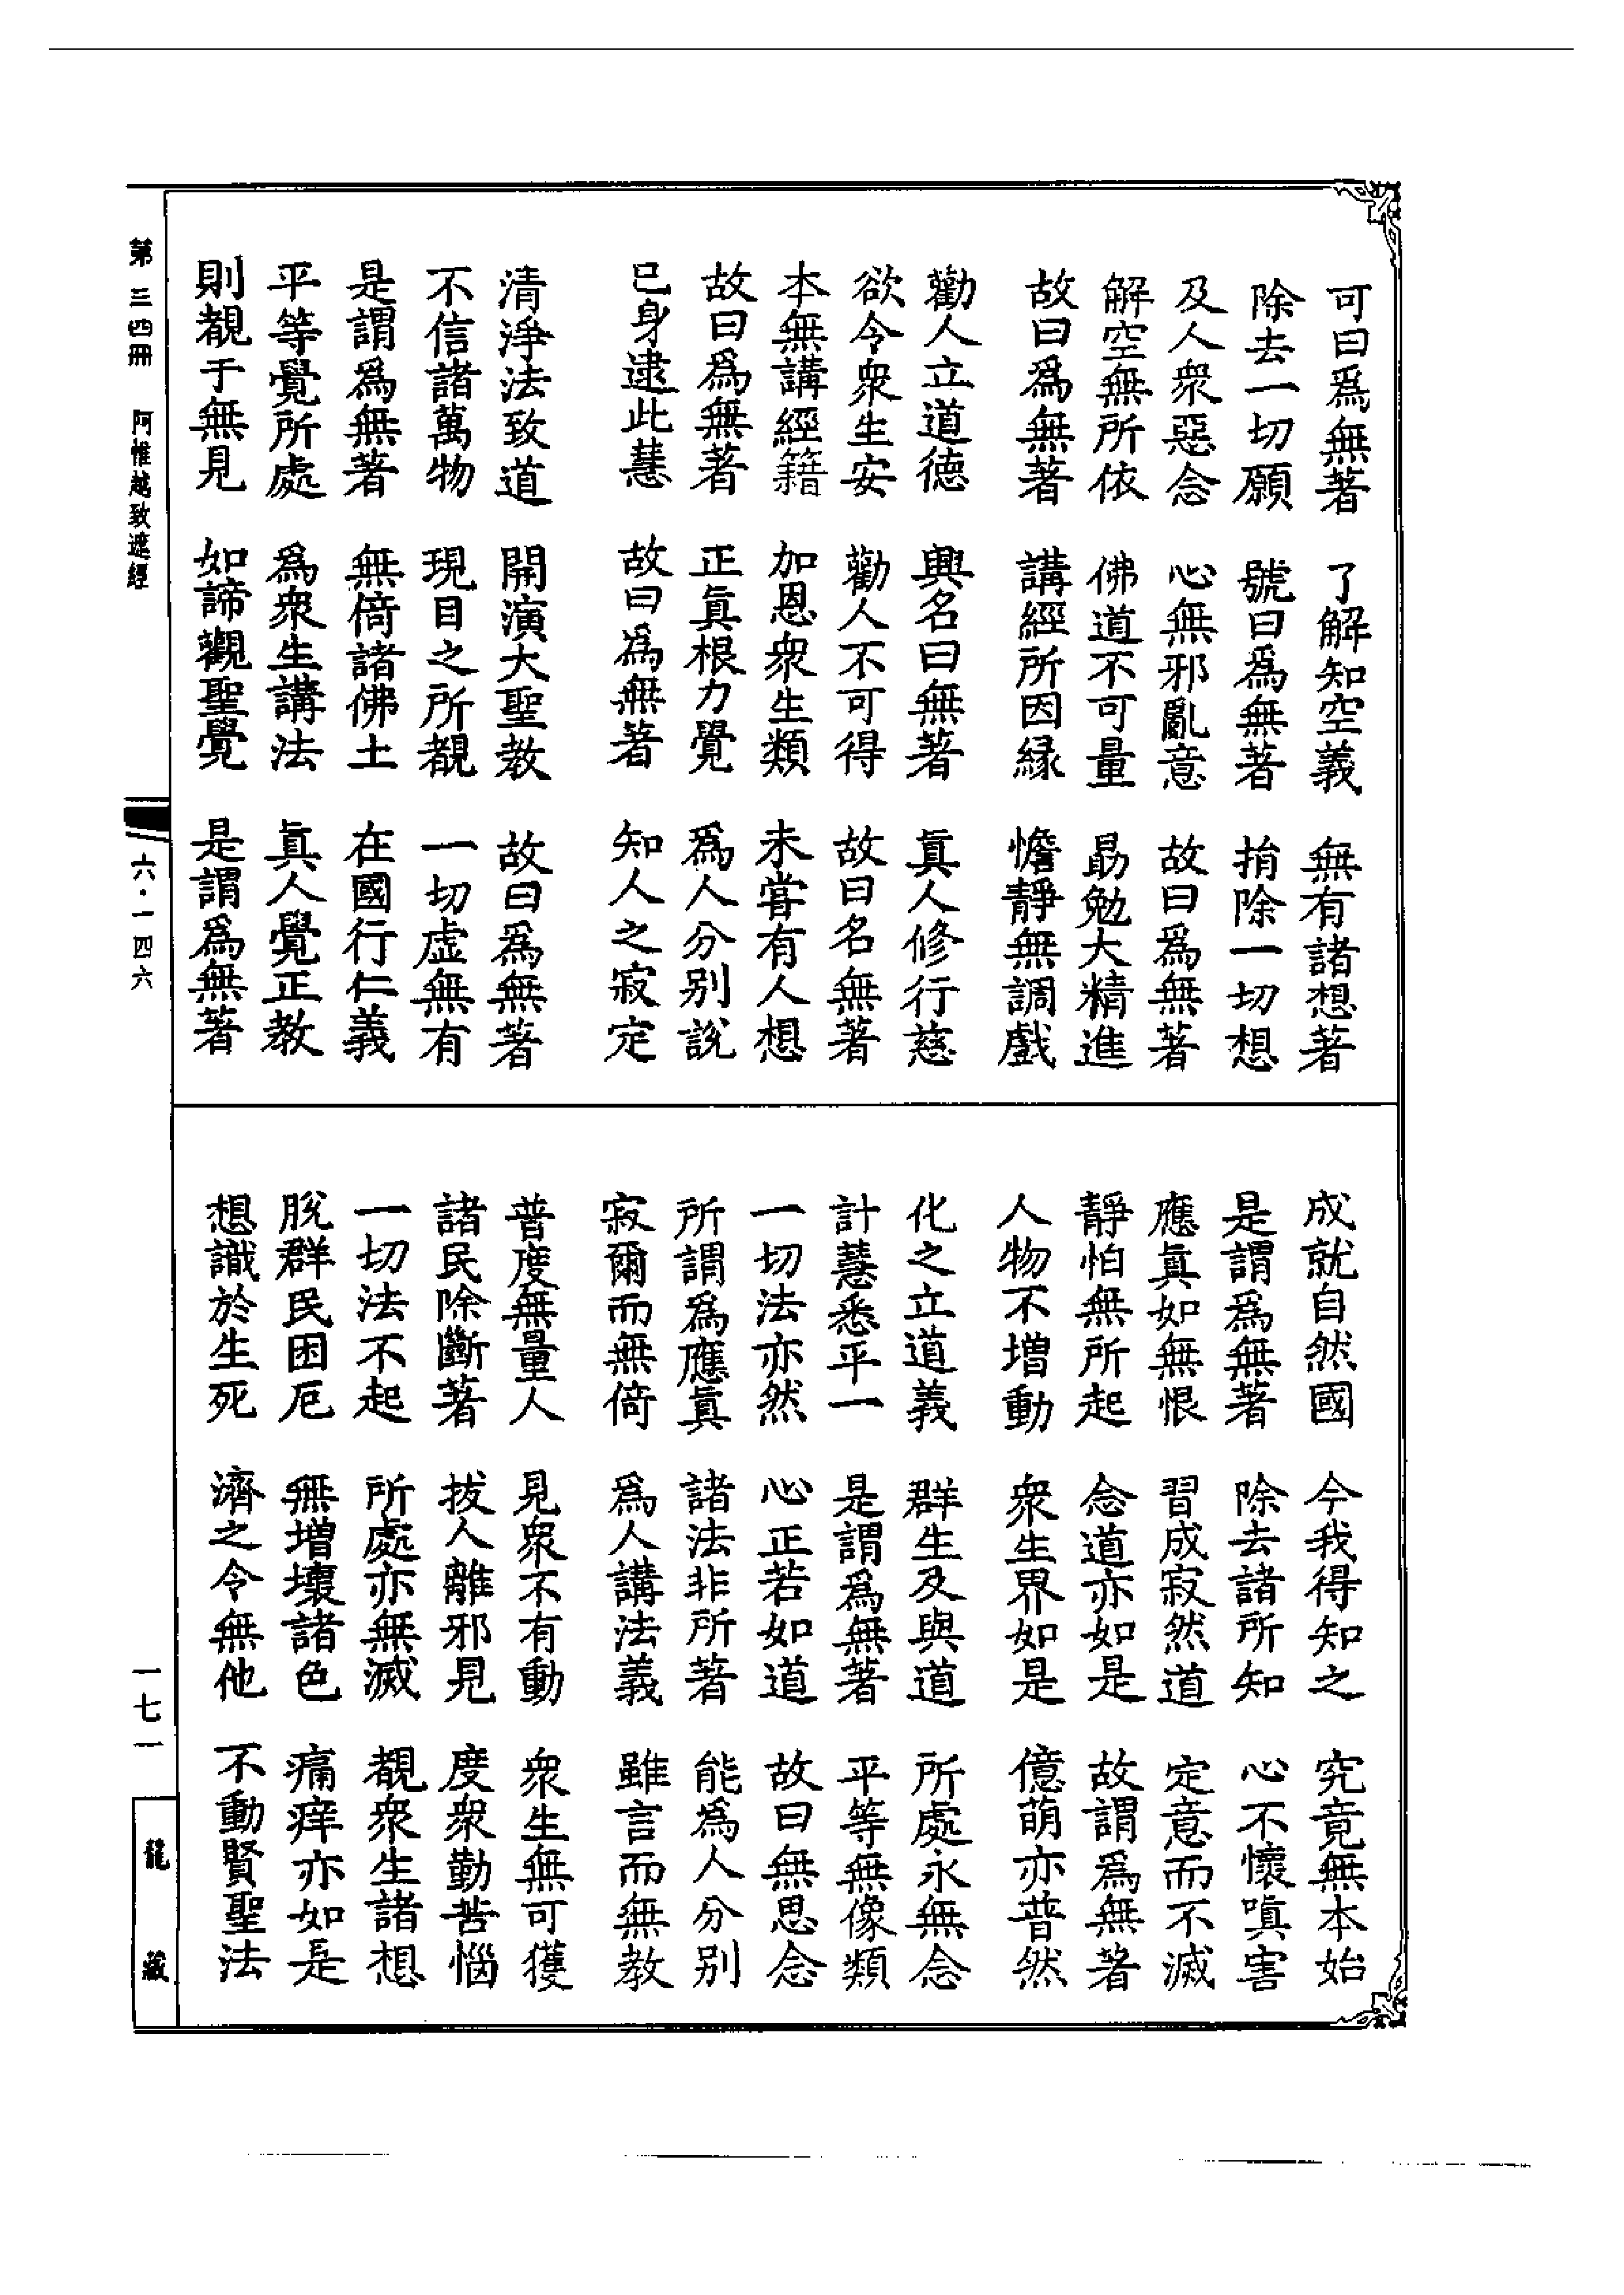 可曰爲無著　了解知空義　無有諸想著
除去一切願　號曰爲無著　捐除一切想
及人衆惡念　心無邪亂意　故曰爲無著
解空無所依　佛道不可量　勗勉大精進
故曰爲無著　講經所因緣　憺靜無調戲
勸人立道德　興名曰無著　眞人修行慈
欲令衆生安　勸人不可得　故曰名無著
本無講經籍　加恩衆生類　未嘗有人想
故曰爲無著　正眞根力覺　爲人分別說
已身逮此慧　故曰爲無著　知人之寂定
清淨法致道　開演大聖教　故曰爲無著
不信諸萬物　現目之所覩　一切虛無有
是謂爲無著　無倚諸佛土　在國行仁義
平等覺所處　爲衆生講法　眞人覺正教
則覩于無見　如諦觀聖覺　是謂爲無著
成就自然國　今我得知之　究竟無本始
是謂爲無著　除去諸所知　心不懷嗔害
應眞如無恨　習成寂然道　定意而不滅
靜怕無所起　念道亦如是　故謂爲無著
人物不增動　衆生界如是　億萌亦普然
化之立道義　群生及與道　所處永無念
計慧悉平一　是謂爲無著　平等無像類
一切法亦然　心正若如道　故曰無思念
所謂爲應眞　諸法非所著　能爲人分別
寂爾而無倚　爲人講法義　雖言而無教
普度無量人　見衆不有動　衆生無可獲
諸民除斷著　拔人離邪見　度衆勤苦惱
一切法不起　所處亦無滅　覩衆生諸想
脫群民困厄　無增壞諸色　痛痒亦如是
想識於生死　濟之令無他　不動賢聖法
第三四冊　阿惟越致遮經
六·一四六
一七一
龍藏